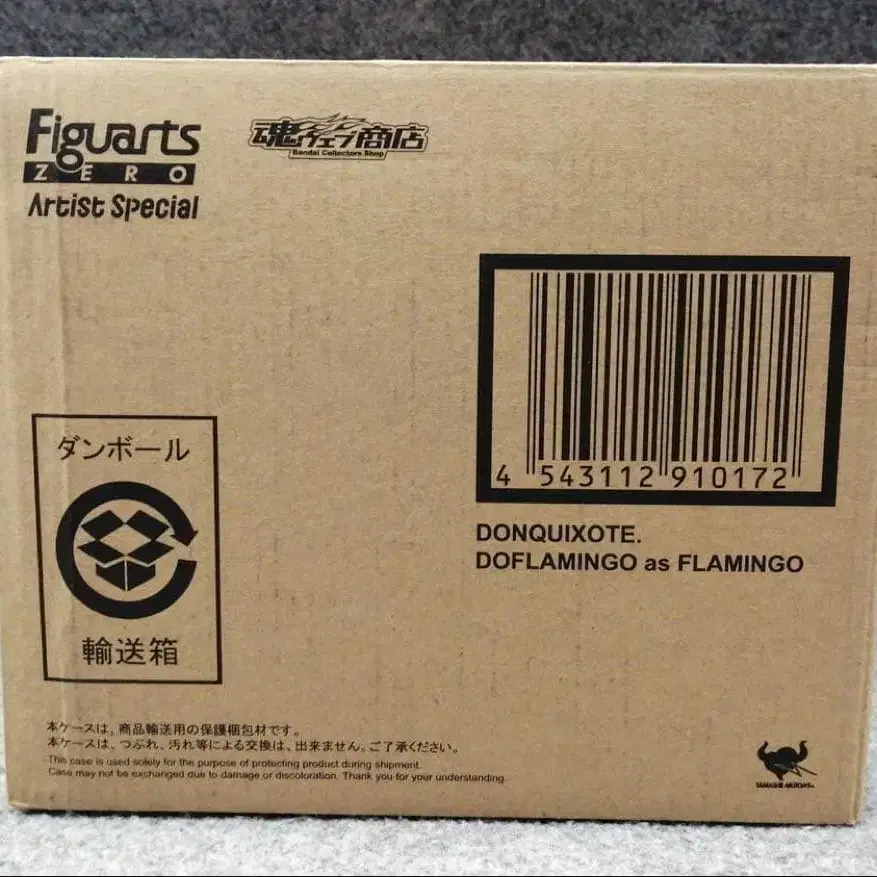 Figuarts
ZERO
Artist Special
魂ウェブ商店
Bandai Collectors Shop
4 543112 910172
DONQUIXOTE.
DOFLAMINGO as FLAMINGO
ダンボール
輸送箱
本ケースは、商品輸送用の保護梱包材です。
本ケースは、つぶれ、汚れ等による交換は、出来ません。ご了承ください。
This case is used solely for the purpose of protecting product during shipment.
Case may not be exchanged due to damage or discoloration. Thank you for your understanding.
TAMASHII NATIONS